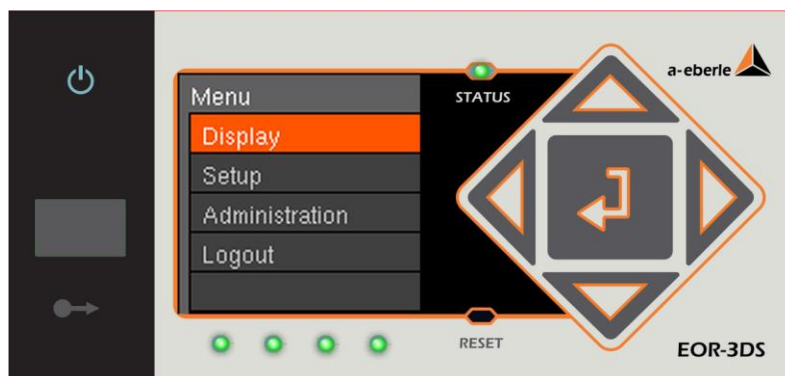 a-eberle
STATUS
Menu
Display
Setup
Administration
Logout
RESET
EOR-3DS